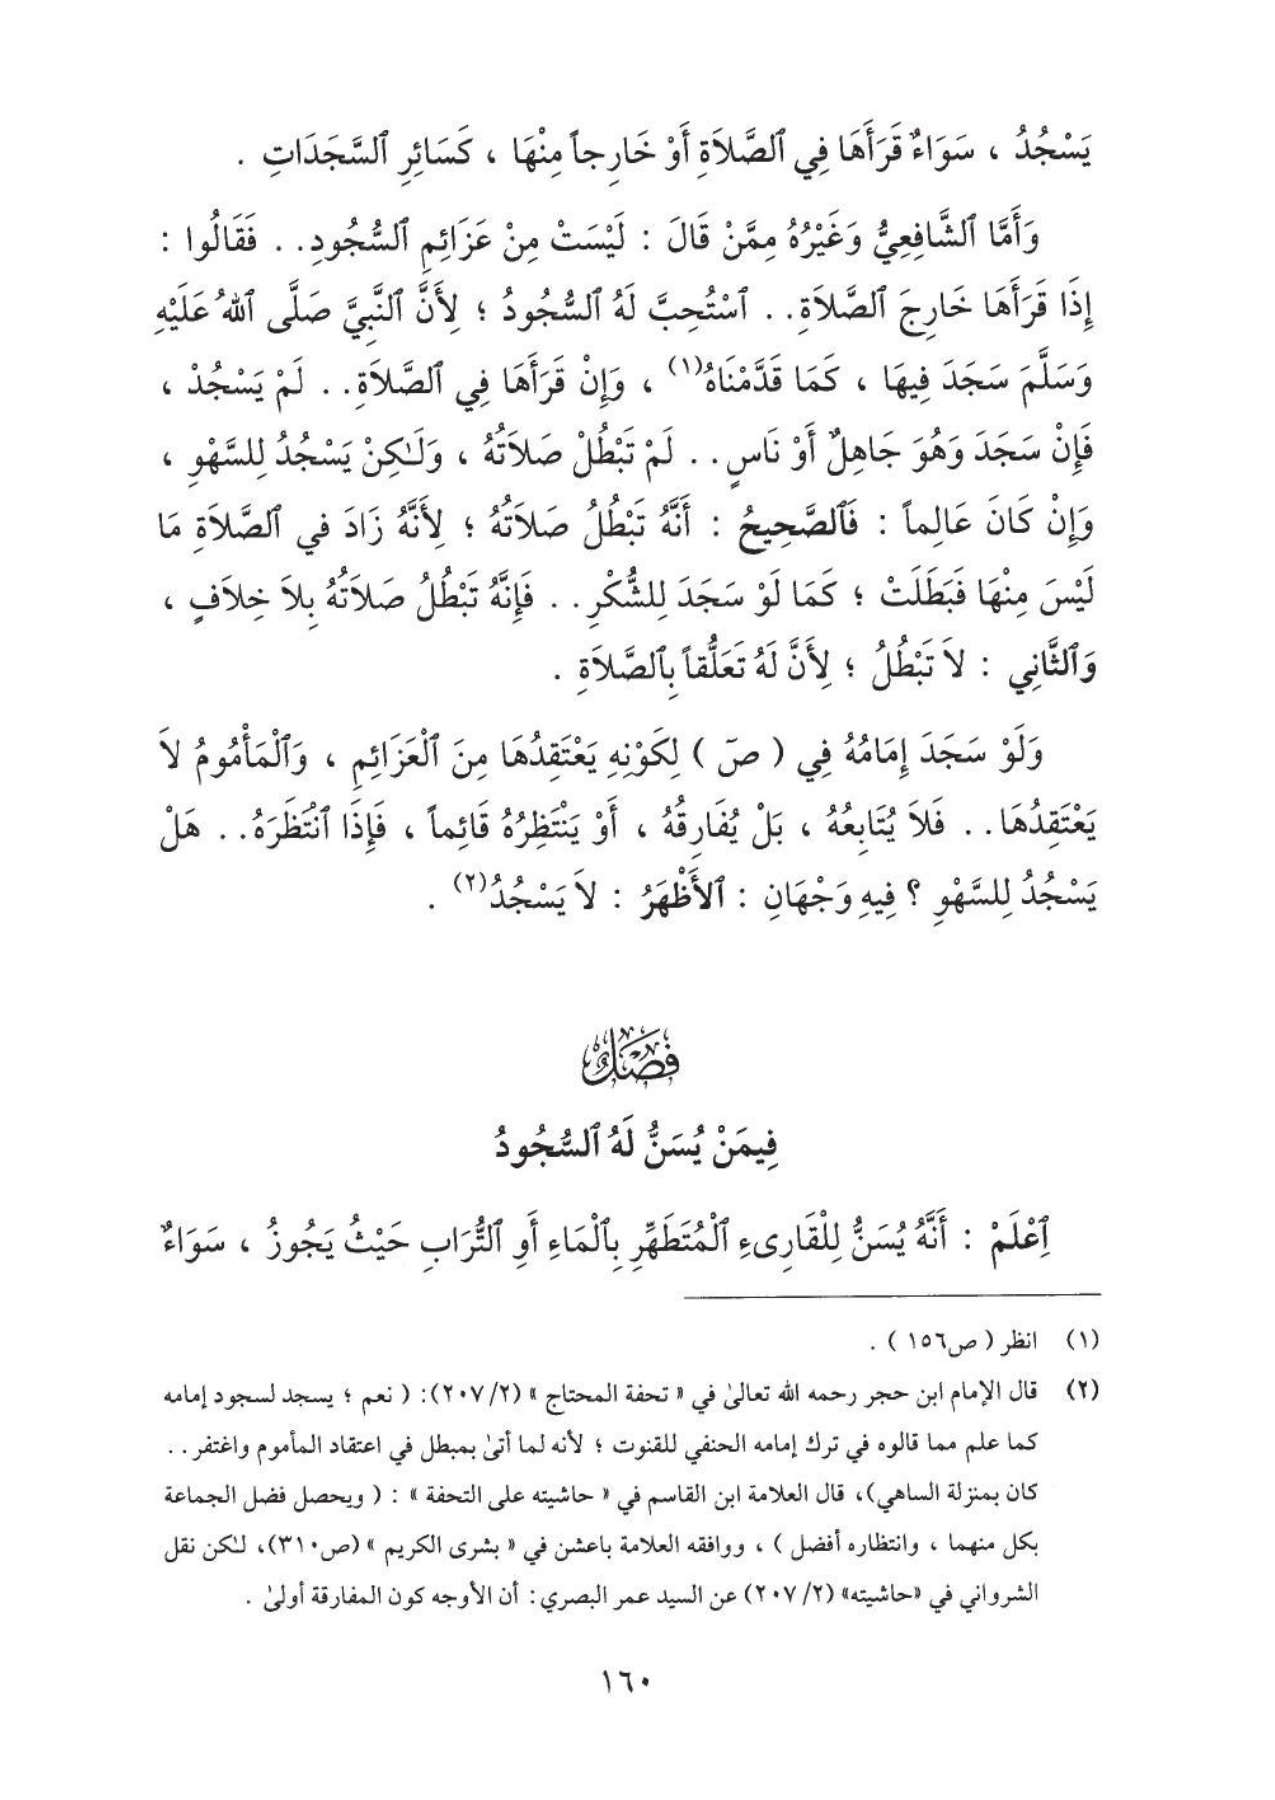 يَسْجُدُ ، سَوَاءٌ قَرَأَهَا فِي ٱلصَّلاَةِ أَوْ خَارِجاً مِنْهَا ، كَسَائِرِ ٱلسَّجَدَاتِ .
وَأَمَّا ٱلشَّافِعِيُّ وَغَيْرُهُ مِمَّنْ قَالَ : لَيْسَتْ مِنْ عَزَائِمِ ٱلسُّجُودِ . . فَقَالُوا :
إِذَا قَرَأَهَا خَارِجَ ٱلصَّلاَةِ . . ٱسْتُحِبَّ لَهُ ٱلسُّجُودُ ؛ لِأَنَّ ٱلنَّبِيَّ صَلَّى ٱللهُ عَلَيْهِ
وَسَلَّمَ سَجَدَ فِيهَا ، كَمَا قَدَّمْنَاهُ(١) ، وَإِنْ قَرَأَهَا فِي ٱلصَّلاَةِ . . لَمْ يَسْجُدْ ،
فَإِنْ سَجَدَ وَهُوَ جَاهِلٌ أَوْ نَاسٍ . . لَمْ تَبْطُلْ صَلاَتُهُ ، وَلَـٰكِنْ يَسْجُدُ لِلسَّهْوِ ،
وَإِنْ كَانَ عَالِماً : فَٱلصَّحِيحُ : أَنَّهُ تَبْطُلُ صَلاَتُهُ ؛ لِأَنَّهُ زَادَ فِي ٱلصَّلاَةِ مَا
لَيْسَ مِنْهَا فَبَطَلَتْ ؛ كَمَا لَوْ سَجَدَ لِلشُّكْرِ . . فَإِنَّهُ تَبْطُلُ صَلاَتُهُ بِلاَ خِلاَفٍ ،
وَٱلثَّانِي : لاَ تَبْطُلُ ؛ لِأَنَّ لَهُ تَعَلُّقاً بِٱلصَّلاَةِ .
وَلَوْ سَجَدَ إِمَامُهُ فِي ( صۤ ) لِكَوْنِهِ يَعْتَقِدُهَا مِنَ ٱلْعَزَائِمِ ، وَٱلْمَأْمُومُ لاَ
يَعْتَقِدُهَا . . فَلاَ يُتَابِعُهُ ، بَلْ يُفَارِقُهُ ، أَوْ يَنْتَظِرُهُ قَائِماً ، فَإِذَا ٱنْتَظَرَهُ . . هَلْ
يَسْجُدُ لِلسَّهْوِ ؟ فِيهِ وَجْهَانِ : ٱلأَظْهَرُ : لاَ يَسْجُدُ(٢) .
فَصْلٌ
فِيمَنْ يُسَنُّ لَهُ ٱلسُّجُودُ
ٱِعْلَمْ : أَنَّهُ يُسَنُّ لِلْقَارِىءِ ٱلْمُتَطَهِّرِ بِٱلْمَاءِ أَوِ ٱلتُّرَابِ حَيْثُ يَجُوزُ ، سَوَاءٌ
(١) انظر ( ص١٥٦ ) .
(٢) قال الإمام ابن حجر رحمه الله تعالىٰ في « تحفة المحتاج » (٢٠٧/٢): ( نعم ؛ يسجد لسجود إمامه
كما علم مما قالوه في ترك إمامه الحنفي للقنوت ؛ لأنه لما أتىٰ بمبطل في اعتقاد المأموم واغتفر . .
كان بمنزلة الساهي)، قال العلامة ابن القاسم في « حاشيته على التحفة » : ( ويحصل فضل الجماعة
بكل منهما ، وانتظاره أفضل ) ، ووافقه العلامة باعشن في « بشرى الكريم » (ص٣١٠)، لـٰكن نقل
الشرواني في «حاشيته» (٢٠٧/٢) عن السيد عمر البصري: أن الأوجه كون المفارقة أولىٰ .
١٦٠